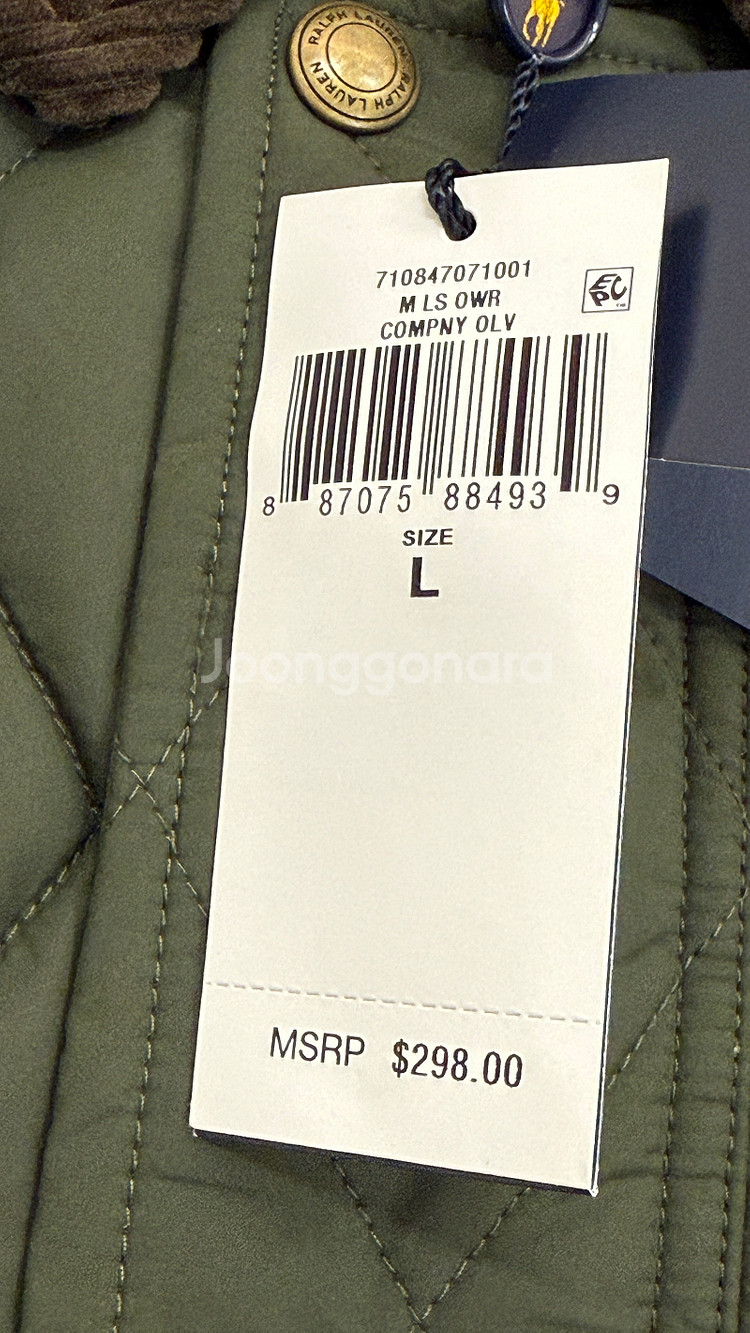 RALPH LAUREN RALPH LAUREN
710847071001
M LS OWR
COMPNY OLV
EPC
8 87075 88493 9
SIZE
L
Joonggonara
MSRP $298.00